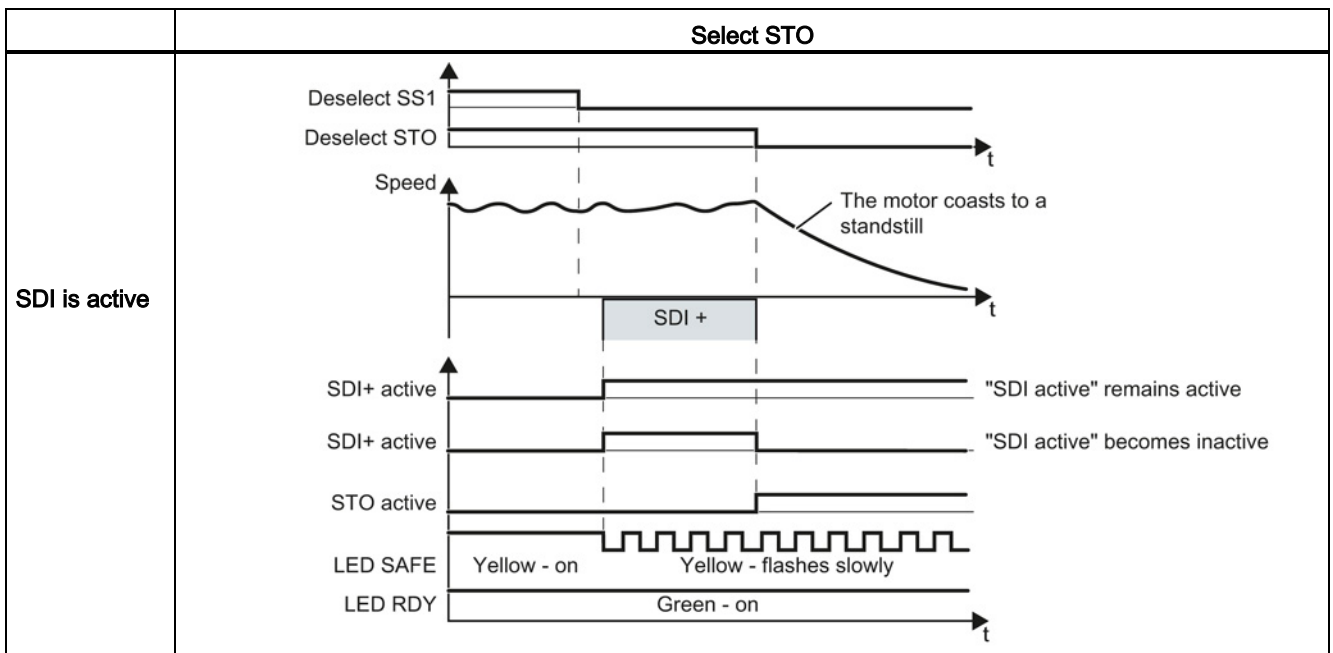 Select STO
SDI is active
Deselect SS1
Deselect STO
t
Speed
The motor coasts to a
standstill
t
SDI +
SDI+ active
"SDI active" remains active
SDI+ active
"SDI active" becomes inactive
STO active
LED SAFE
Yellow - on
Yellow - flashes slowly
LED RDY
Green - on
t